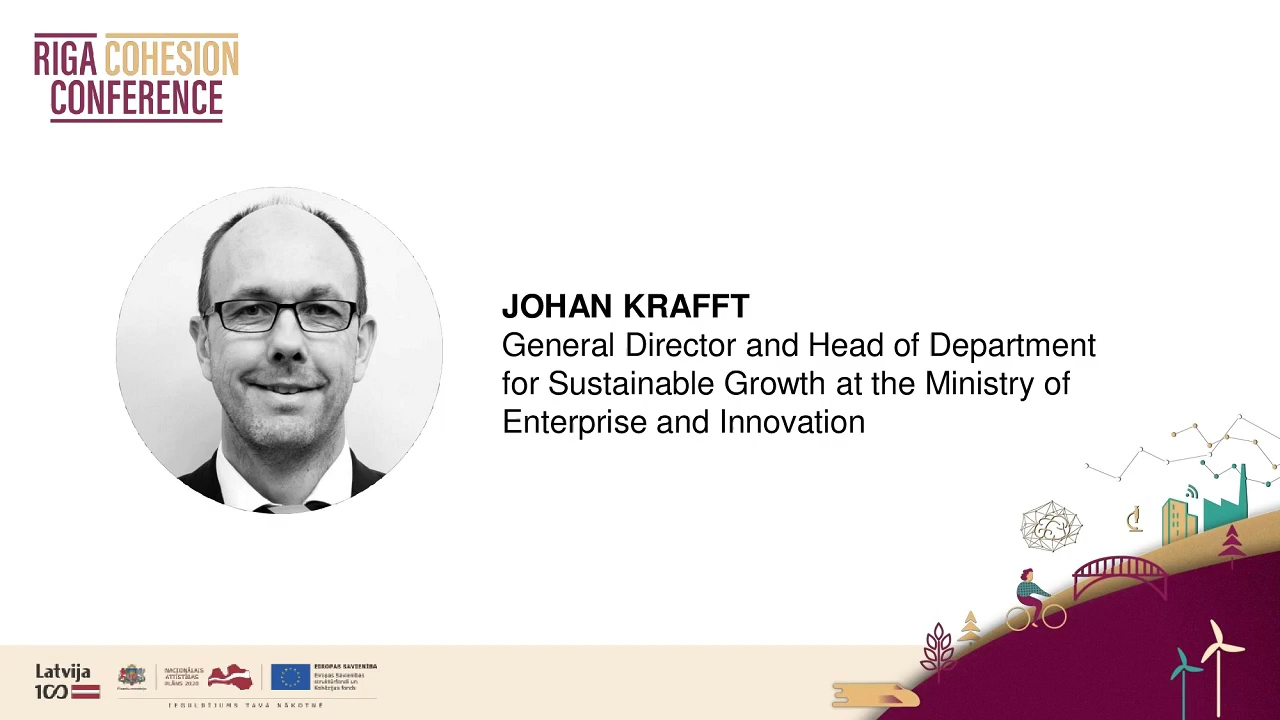 RIGA COHESION
CONFERENCE
JOHAN KRAFFT
General Director and Head of Department
for Sustainable Growth at the Ministry of
Enterprise and Innovation
Latvija
100
NACIONĀLAIS
ATTĪSTĪBAS
PLĀNS 2020
EIROPAS SAVIENĪBA
Eiropas Savienības
struktūrfondi un
Kohēzijas fonds
IEGULDĪJUMS TAVĀ NĀKOTNĒ